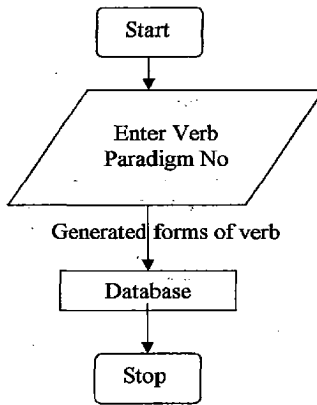 Start
Enter Verb
Paradigm No
Generated forms of verb
Database
Stop